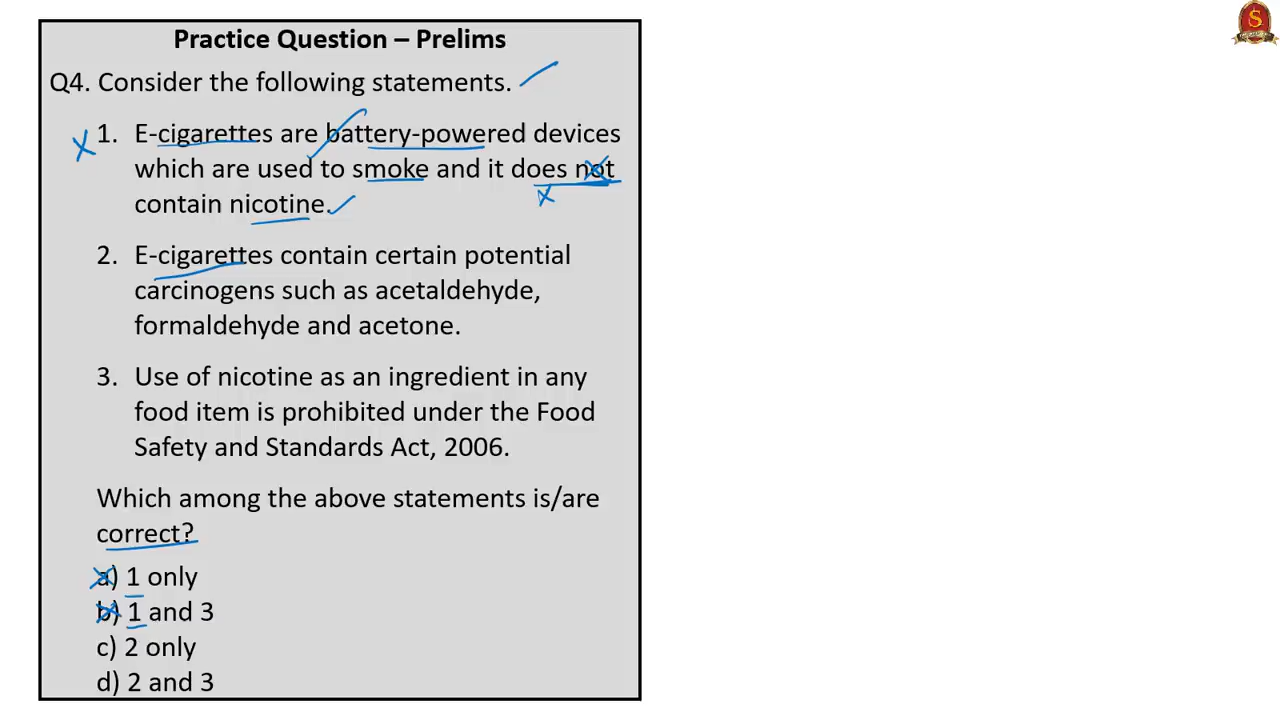 Practice Question – Prelims
Q4. Consider the following statements.
1. E-cigarettes are battery-powered devices
which are used to smoke and it does not
contain nicotine.
2. E-cigarettes contain certain potential
carcinogens such as acetaldehyde,
formaldehyde and acetone.
3. Use of nicotine as an ingredient in any
food item is prohibited under the Food
Safety and Standards Act, 2006.
Which among the above statements is/are
correct?
a) 1 only
b) 1 and 3
c) 2 only
d) 2 and 3